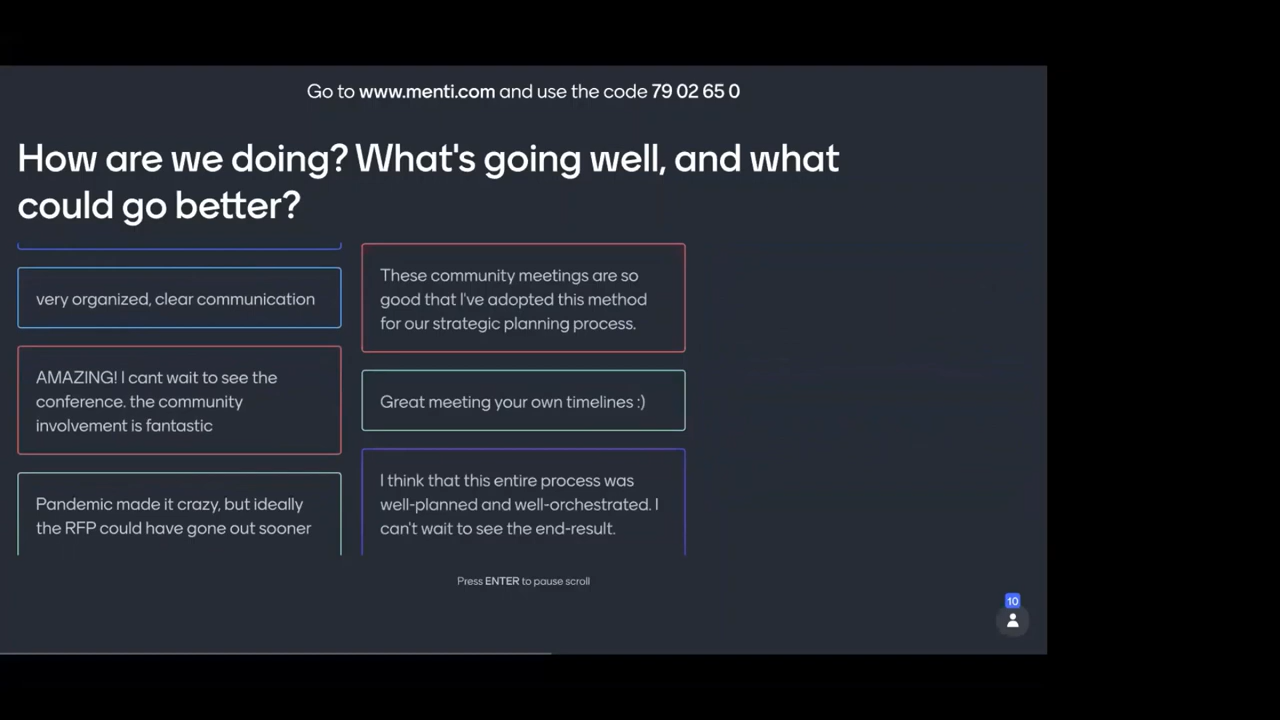 Go to www.menti.com and use the code 79 02 65 0
How are we doing? What's going well, and what
could go better?
very organized, clear communication
AMAZING! I cant wait to see the
conference. the community
involvement is fantastic
Pandemic made it crazy, but ideally
the RFP could have gone out sooner
These community meetings are so
good that I've adopted this method
for our strategic planning process.
Great meeting your own timelines :)
I think that this entire process was
well-planned and well-orchestrated. I
can't wait to see the end-result.
Press ENTER to pause scroll
10